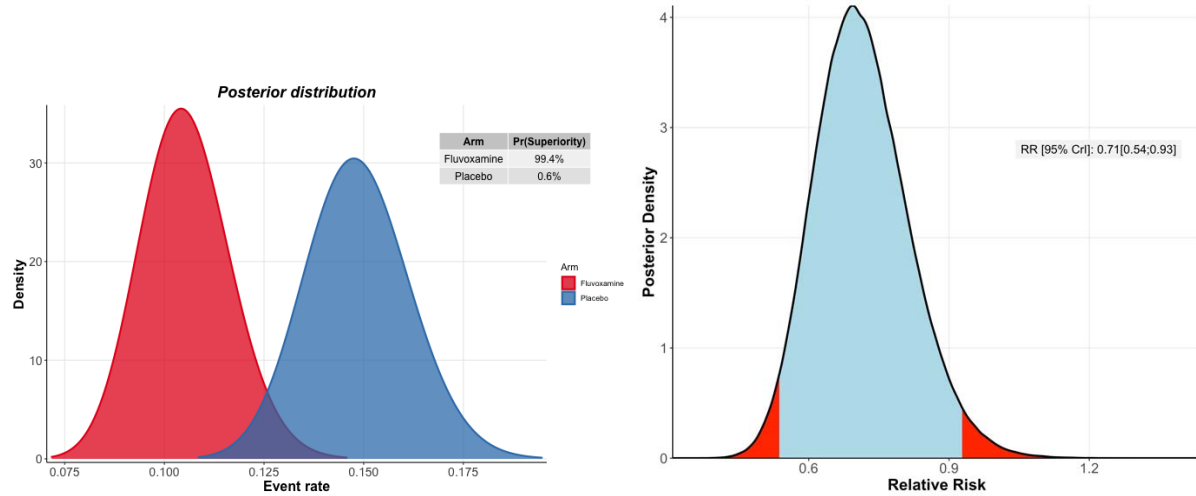 Posterior distribution
Density
30
20
10
0
0.075
0.100
0.125
0.150
0.175
Event rate
Arm Pr(Superiority)
Fluvoxamine 99.4%
Placebo 0.6%
Arm
Fluvoxamine
Placebo
Posterior Density
4
3
2
1
0
0.6
0.9
1.2
Relative Risk
RR [95% CrI]: 0.71[0.54;0.93]